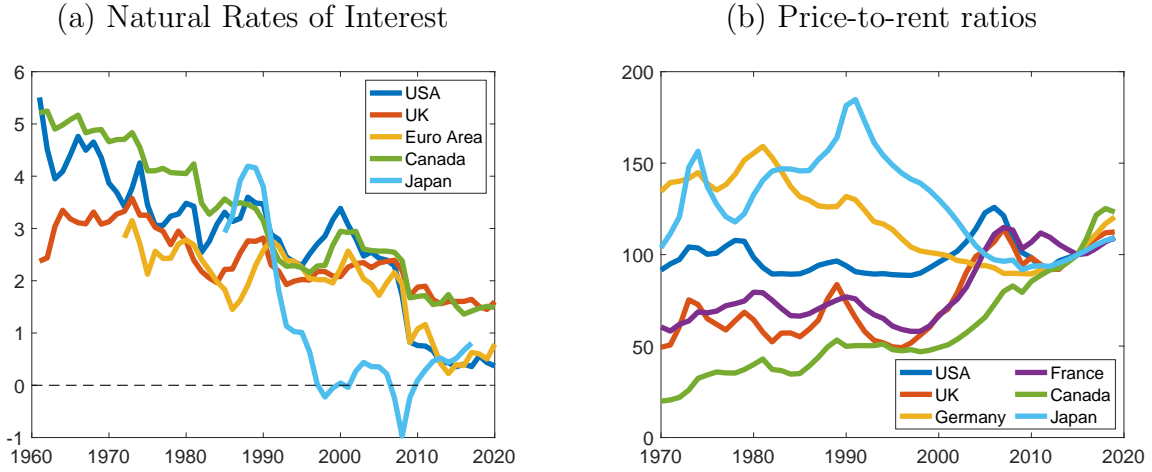 (a) Natural Rates of Interest
6
5
4
3
2
1
0
-1
1960 1970 1980 1990 2000 2010 2020
USA
UK
Euro Area
Canada
Japan
(b) Price-to-rent ratios
200
150
100
50
0
1970 1980 1990 2000 2010 2020
USA France
UK Canada
Germany Japan